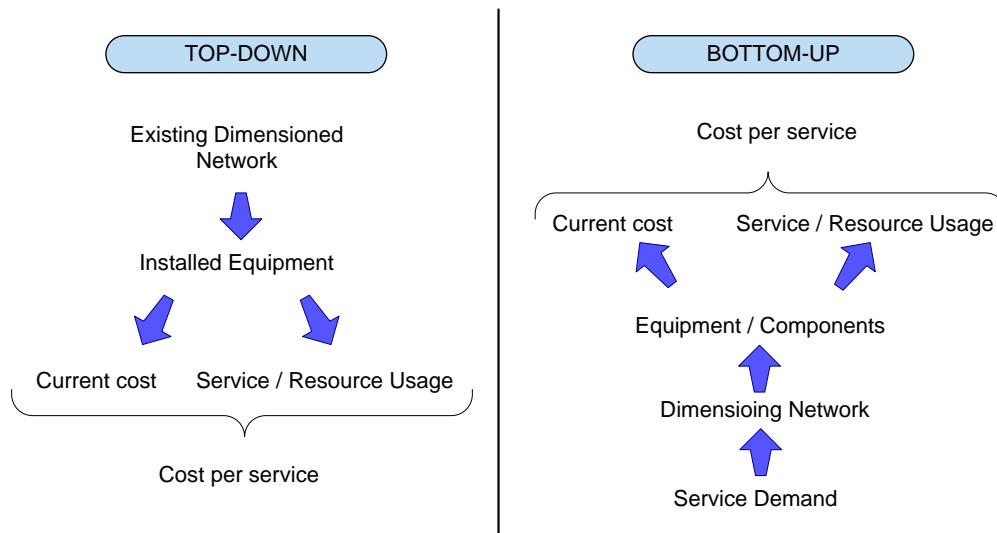 TOP-DOWN
Existing Dimensioned
Network
Installed Equipment
Current cost
Service / Resource Usage
Cost per service
BOTTOM-UP
Cost per service
Current cost
Service / Resource Usage
Equipment / Components
Dimensioing Network
Service Demand